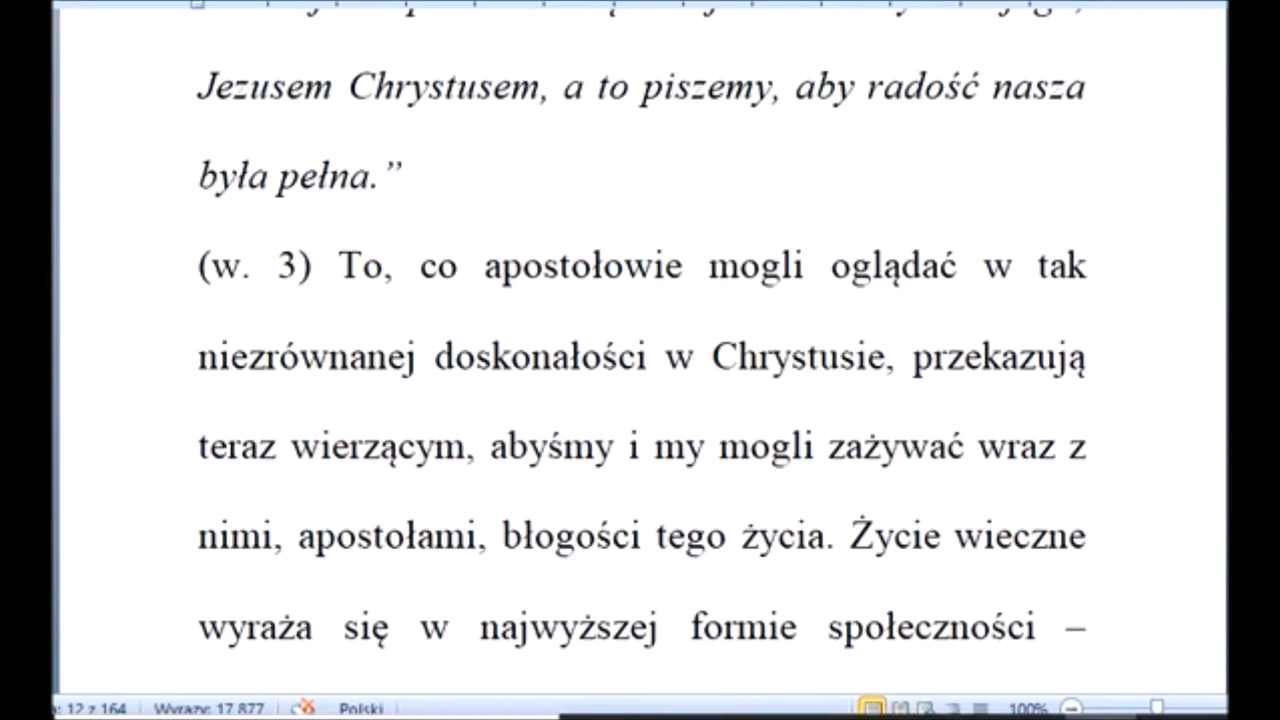 Jezusem Chrystusem, a to piszemy, aby radość nasza
była pełna.”
(w. 3) To, co apostołowie mogli oglądać w tak
niezrównanej doskonałości w Chrystusie, przekazują
teraz wierzącym, abyśmy i my mogli zażywać wraz z
nimi, apostołami, błogości tego życia. Życie wieczne
wyraża się w najwyższej formie społeczności –
12 z 164 Wyrazy: 17 877 Polski 100%